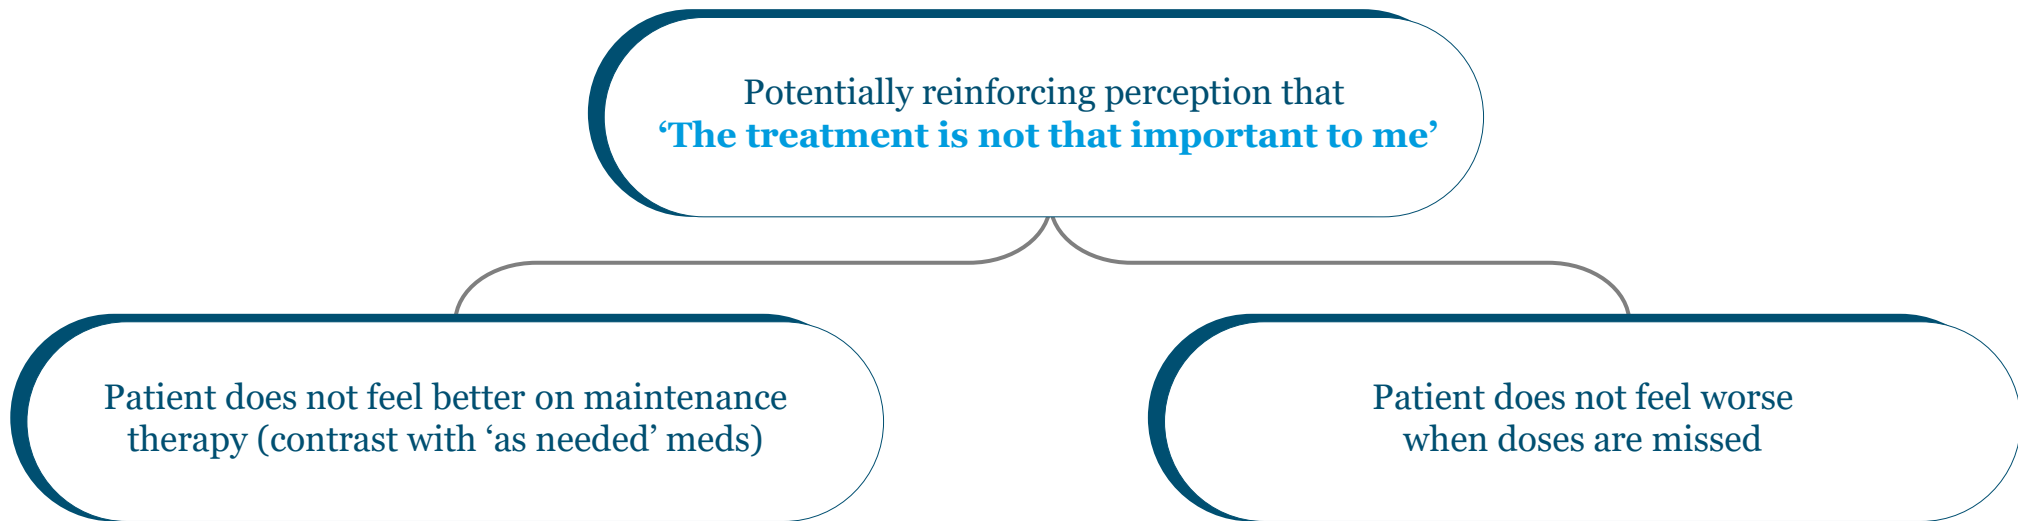 Potentially reinforcing perception that
‘The treatment is not that important to me’
Patient does not feel better on maintenance
therapy (contrast with ‘as needed’ meds)
Patient does not feel worse
when doses are missed